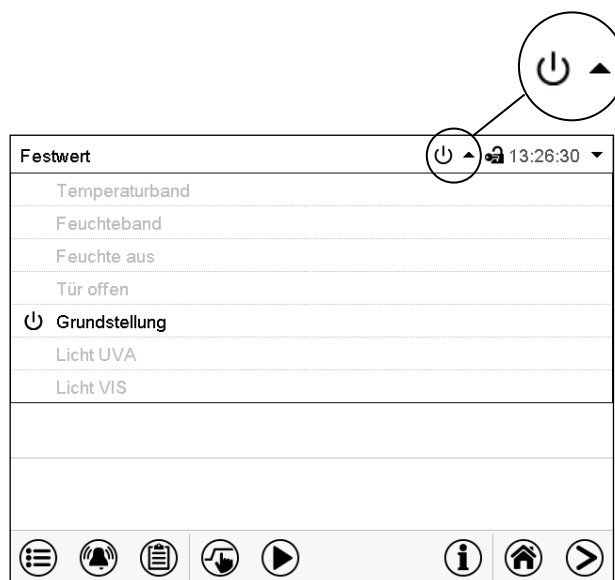 Festwert 13:26:30
Temperaturband
Feuchteband
Feuchte aus
Tür offen
Grundstellung
Licht UVA
Licht VIS